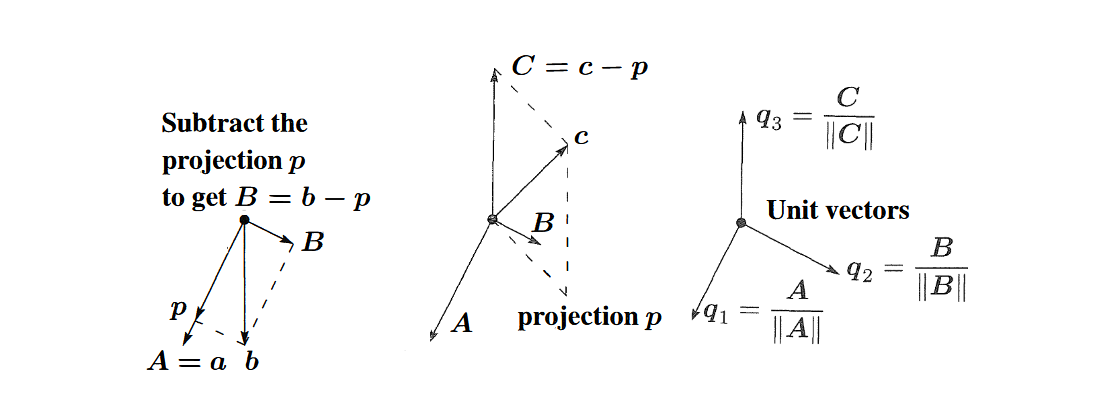 Subtract the
projection p
to get B = b − p
B
p
A = a
b
C = c − p
c
B
A
projection p
q₃ = C / ‖C‖
Unit vectors
q₂ = B / ‖B‖
q₁ = A / ‖A‖